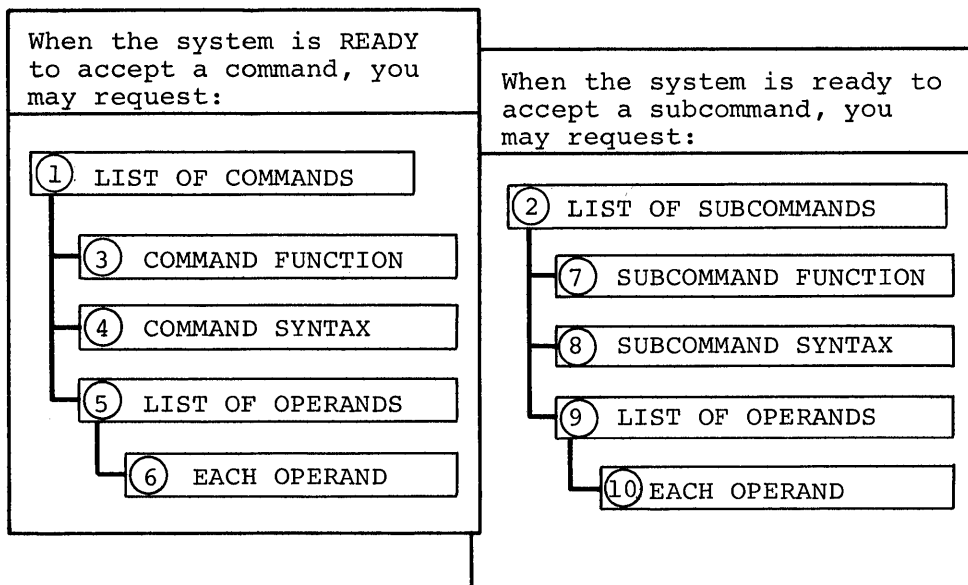 When the system is READY
to accept a command, you
may request:
1 LIST OF COMMANDS
3 COMMAND FUNCTION
4 COMMAND SYNTAX
5 LIST OF OPERANDS
6 EACH OPERAND
When the system is ready to
accept a subcommand, you
may request:
2 LIST OF SUBCOMMANDS
7 SUBCOMMAND FUNCTION
8 SUBCOMMAND SYNTAX
9 LIST OF OPERANDS
10 EACH OPERAND